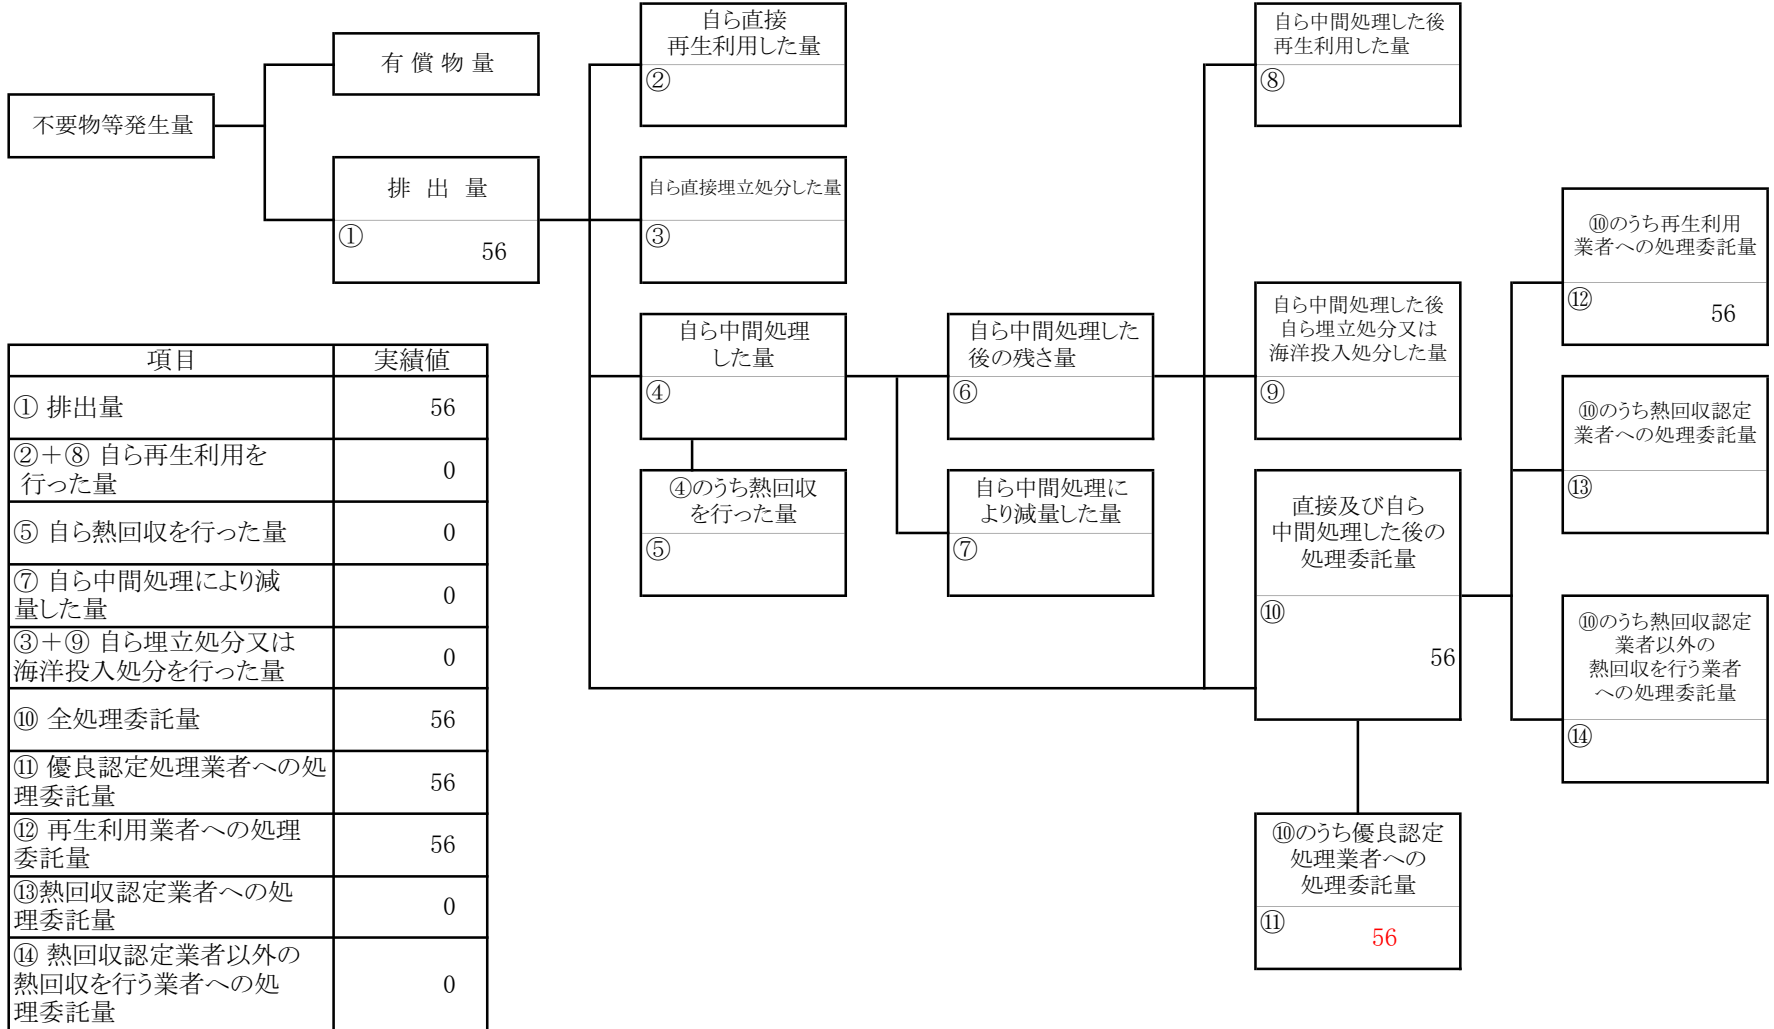 不要物等発生量
有 償 物 量
排 出 量
①
56
自ら直接
再生利用した量
②
自ら直接埋立処分した量
③
自ら中間処理
した量
④
④のうち熱回収
を行った量
⑤
自ら中間処理した
後の残さ量
⑥
自ら中間処理に
より減量した量
⑦
自ら中間処理した後
再生利用した量
⑧
自ら中間処理した後
自ら埋立処分又は
海洋投入処分した量
⑨
直接及び自ら
中間処理した後の
処理委託量
⑩
56
⑩のうち優良認定
処理業者への
処理委託量
⑪
56
⑩のうち再生利用
業者への処理委託量
⑫
56
⑩のうち熱回収認定
業者への処理委託量
⑬
⑩のうち熱回収認定
業者以外の
熱回収を行う業者
への処理委託量
⑭
項目 実績値
① 排出量 56
②+⑧ 自ら再生利用を
行った量 0
⑤ 自ら熱回収を行った量 0
⑦ 自ら中間処理により減
量した量 0
③+⑨ 自ら埋立処分又は
海洋投入処分を行った量 0
⑩ 全処理委託量 56
⑪ 優良認定処理業者への処
理委託量 56
⑫ 再生利用業者への処理
委託量 56
⑬熱回収認定業者への処
理委託量 0
⑭ 熱回収認定業者以外の
熱回収を行う業者への処
理委託量 0